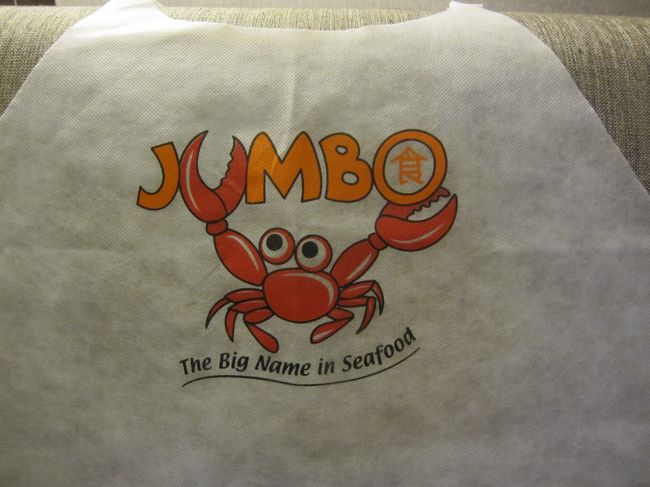 JUMBO
食
The Big Name in Seafood